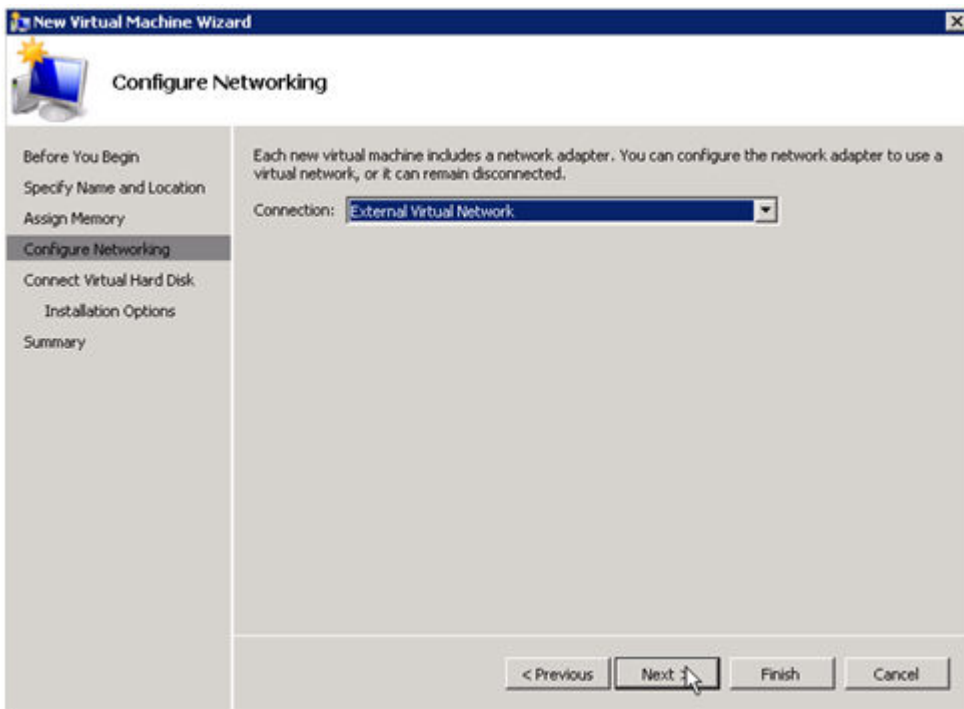 New Virtual Machine Wizard
Configure Networking
Before You Begin
Specify Name and Location
Assign Memory
Configure Networking
Connect Virtual Hard Disk
Installation Options
Summary
Each new virtual machine includes a network adapter. You can configure the network adapter to use a
virtual network, or it can remain disconnected.
Connection: External Virtual Network
< Previous Next > Finish Cancel